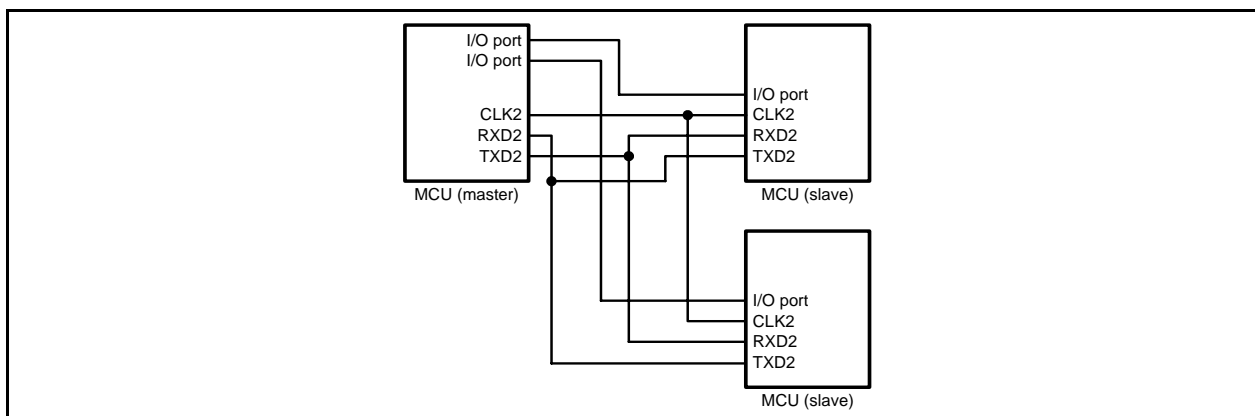 I/O port
I/O port
CLK2
RXD2
TXD2
MCU (master)
I/O port
CLK2
RXD2
TXD2
MCU (slave)
I/O port
CLK2
RXD2
TXD2
MCU (slave)